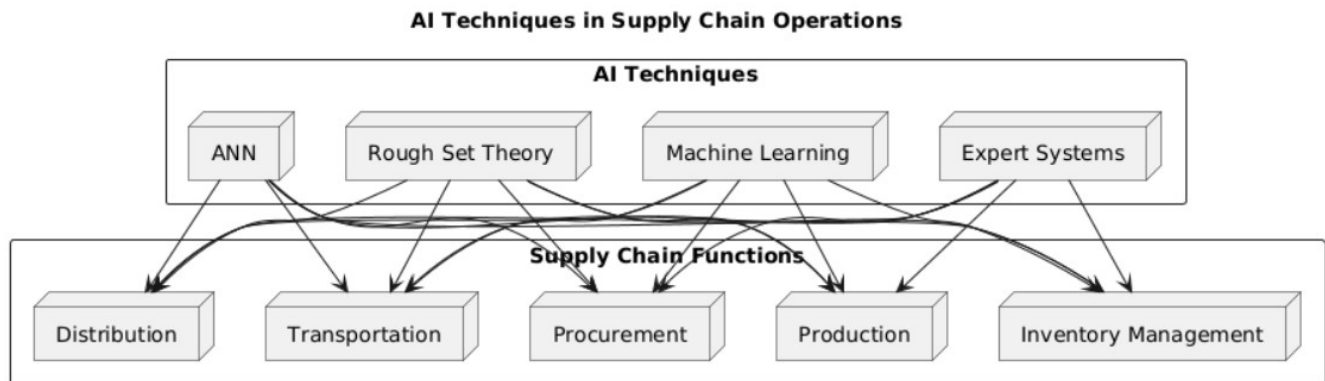 AI Techniques in Supply Chain Operations
AI Techniques
ANN
Rough Set Theory
Machine Learning
Expert Systems
Supply Chain Functions
Distribution
Transportation
Procurement
Production
Inventory Management